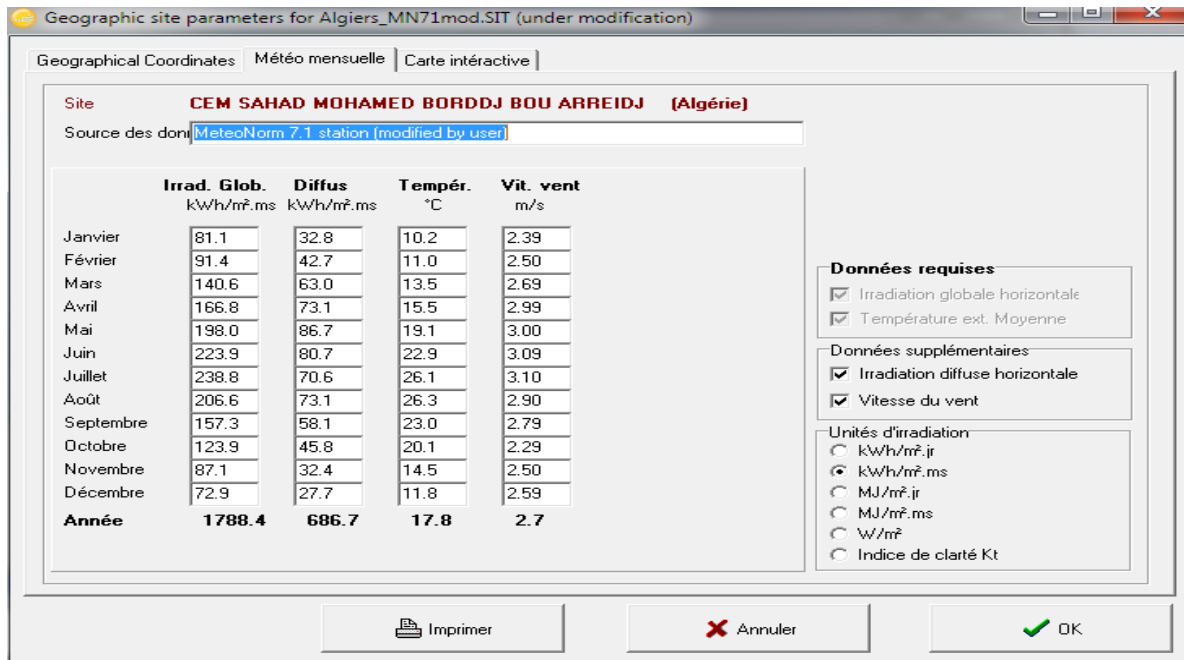 Geographic site parameters for Algiers_MN71mod.SIT (under modification)
Geographical Coordinates Météo mensuelle Carte intéractive
Site CEM SAHAD MOHAMED BORDDJ BOU ARREIDJ (Algérie)
Source des don MeteoNorm 7.1 station (modified by user)
Irrad. Glob. Diffus Tempér. Vit. vent
kWh/m².ms kWh/m².ms °C m/s
Janvier 81.1 32.8 10.2 2.39
Février 91.4 42.7 11.0 2.50
Mars 140.6 63.0 13.5 2.69
Avril 166.8 73.1 15.5 2.99
Mai 198.0 86.7 19.1 3.00
Juin 223.9 80.7 22.9 3.09
Juillet 238.8 70.6 26.1 3.10
Août 206.6 73.1 26.3 2.90
Septembre 157.3 58.1 23.0 2.79
Octobre 123.9 45.8 20.1 2.29
Novembre 87.1 32.4 14.5 2.50
Décembre 72.9 27.7 11.8 2.59
Année 1788.4 686.7 17.8 2.7
Données requises
Irradiation globale horizontale
Température ext. Moyenne
Données supplémentaires
Irradiation diffuse horizontale
Vitesse du vent
Unités d'irradiation
kWh/m².jr
kWh/m².ms
MJ/m².jr
MJ/m².ms
W/m²
Indice de clarté Kt
Imprimer Annuler OK